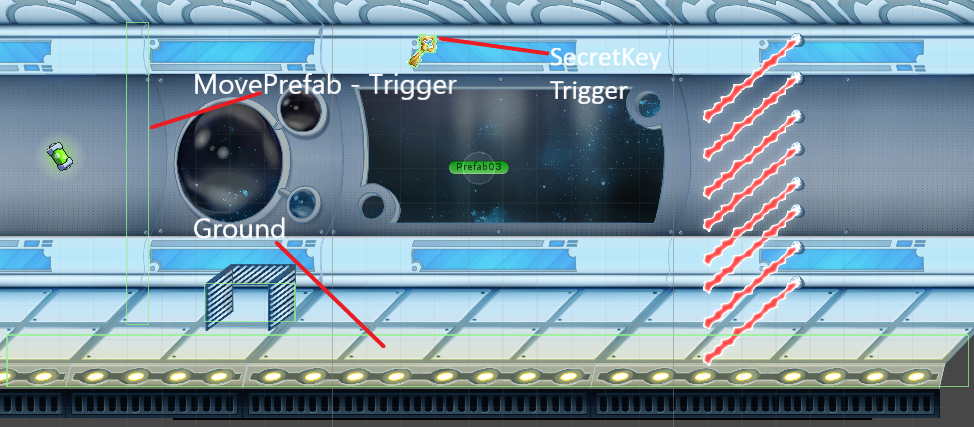 SecretKey
Trigger
MovePrefab - Trigger
Prefab03
Ground